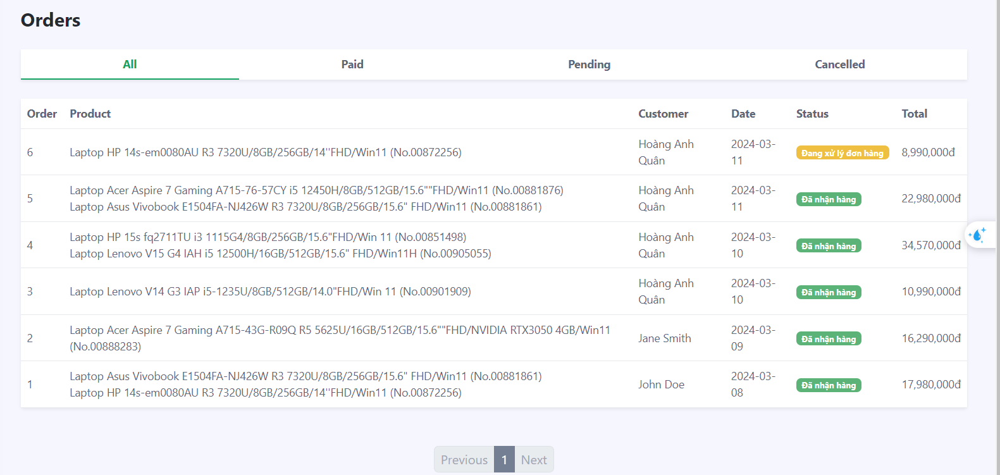 Orders
All Paid Pending Cancelled
Order Product Customer Date Status Total
6 Laptop HP 14s-em0080AU R3 7320U/8GB/256GB/14''FHD/Win11 (No.00872256) Hoàng Anh Quân 2024-03-11 Đang xử lý đơn hàng 8,990,000đ
5 Laptop Acer Aspire 7 Gaming A715-76-57CY i5 12450H/8GB/512GB/15.6""FHD/Win11 (No.00881876)
Laptop Asus Vivobook E1504FA-NJ426W R3 7320U/8GB/256GB/15.6" FHD/Win11 (No.00881861) Hoàng Anh Quân 2024-03-11 Đã nhận hàng 22,980,000đ
4 Laptop HP 15s fq2711TU i3 1115G4/8GB/256GB/15.6"FHD/Win 11 (No.00851498)
Laptop Lenovo V15 G4 IAH i5 12500H/16GB/512GB/15.6" FHD/Win11H (No.00905055) Hoàng Anh Quân 2024-03-10 Đã nhận hàng 34,570,000đ
3 Laptop Lenovo V14 G3 IAP i5-1235U/8GB/512GB/14.0"FHD/Win 11 (No.00901909) Hoàng Anh Quân 2024-03-10 Đã nhận hàng 10,990,000đ
2 Laptop Acer Aspire 7 Gaming A715-43G-R09Q R5 5625U/16GB/512GB/15.6""FHD/NVIDIA RTX3050 4GB/Win11
(No.00888283) Jane Smith 2024-03-09 Đã nhận hàng 16,290,000đ
1 Laptop Asus Vivobook E1504FA-NJ426W R3 7320U/8GB/256GB/15.6" FHD/Win11 (No.00881861)
Laptop HP 14s-em0080AU R3 7320U/8GB/256GB/14''FHD/Win11 (No.00872256) John Doe 2024-03-08 Đã nhận hàng 17,980,000đ
Previous 1 Next